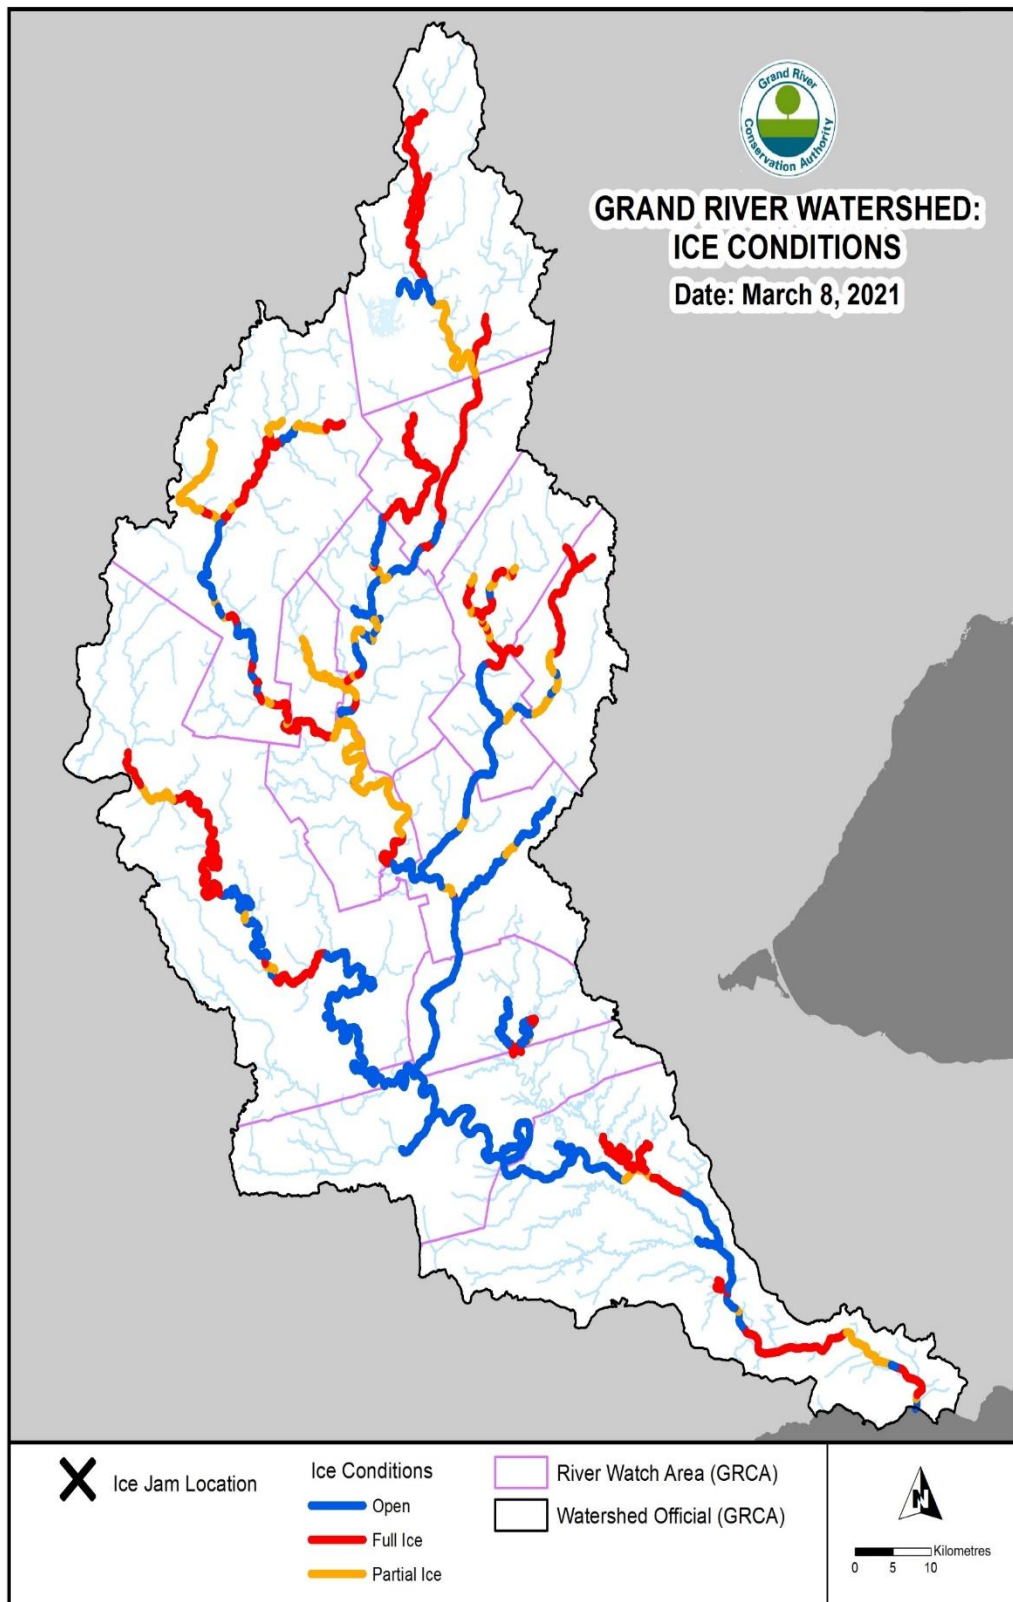 Grand River
Conservation Authority
GRAND RIVER WATERSHED:
ICE CONDITIONS
Date: March 8, 2021
Ice Jam Location
Ice Conditions
Open
Full Ice
Partial Ice
River Watch Area (GRCA)
Watershed Official (GRCA)
N
Kilometres
0 5 10